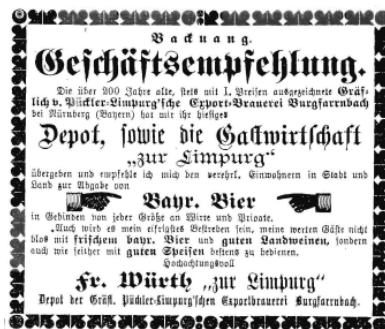 Backnang.
Geschäftsempfehlung.
Die über 200 Jahre alte, stets mit I. Preisen ausgezeichnete Gräf-
lich v. Pückler-Limpurg'sche Export-Brauerei Burgfarrnbach
bei Nürnberg (Bayern) hat mir ihr hiesiges
Depot, sowie die Gastwirtschaft
„zur Limpurg“
übergeben und empfehle ich mich den verehrl. Einwohnern in Stadt und
Land zur Abgabe von
Bayr. Bier
in Gebinden von jeder Größe an Wirte und Private.
Auch wird es mein eifrigstes Bestreben sein, meine werten Gäste nicht
blos mit frischem bayr. Bier und guten Landweinen, sondern
auch wie seither mit guten Speisen bestens zu bedienen.
Hochachtungsvoll
Fr. Würth „zur Limpurg“
Depot der Gräfl. Pückler-Limpurg'schen Exportbrauerei Burgfarrnbach.